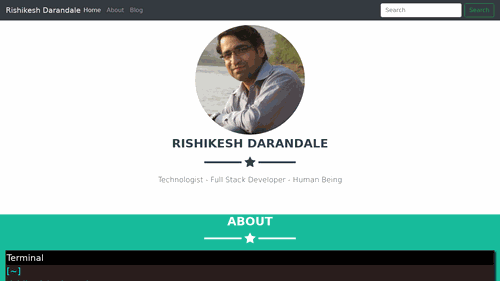 Rishikesh Darandale Home About Blog Search Search
RISHIKESH DARANDALE
Technologist - Full Stack Developer - Human Being
ABOUT
Terminal
[~]